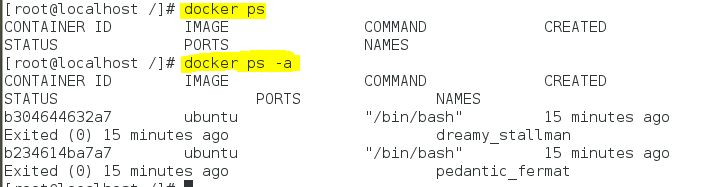 [root@localhost /]# docker ps
CONTAINER ID IMAGE COMMAND CREATED
STATUS PORTS NAMES
[root@localhost /]# docker ps -a
CONTAINER ID IMAGE COMMAND CREATED
STATUS PORTS NAMES
b304644632a7 ubuntu "/bin/bash" 15 minutes ago
Exited (0) 15 minutes ago dreamy_stallman
b234614ba7a7 ubuntu "/bin/bash" 15 minutes ago
Exited (0) 15 minutes ago pedantic_fermat
[root@localhost /]#